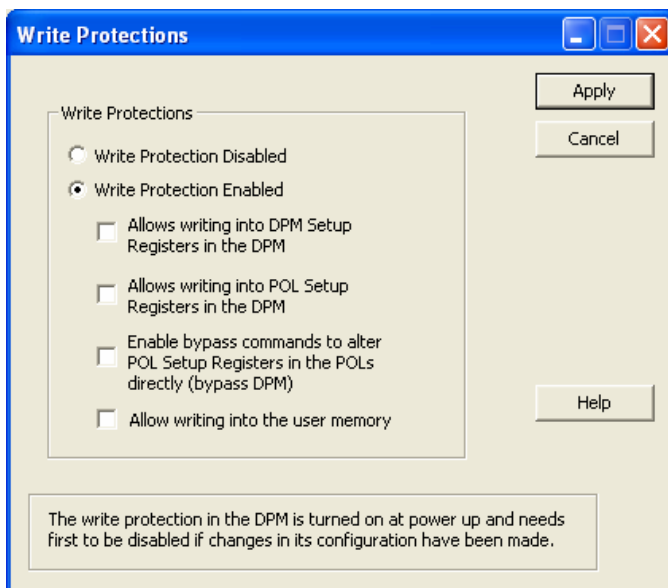 Write Protections
Apply
Write Protections
Cancel
Write Protection Disabled
Write Protection Enabled
Allows writing into DPM Setup
Registers in the DPM
Allows writing into POL Setup
Registers in the DPM
Enable bypass commands to alter
POL Setup Registers in the POLs
directly (bypass DPM)
Help
Allow writing into the user memory
The write protection in the DPM is turned on at power up and needs
first to be disabled if changes in its configuration have been made.